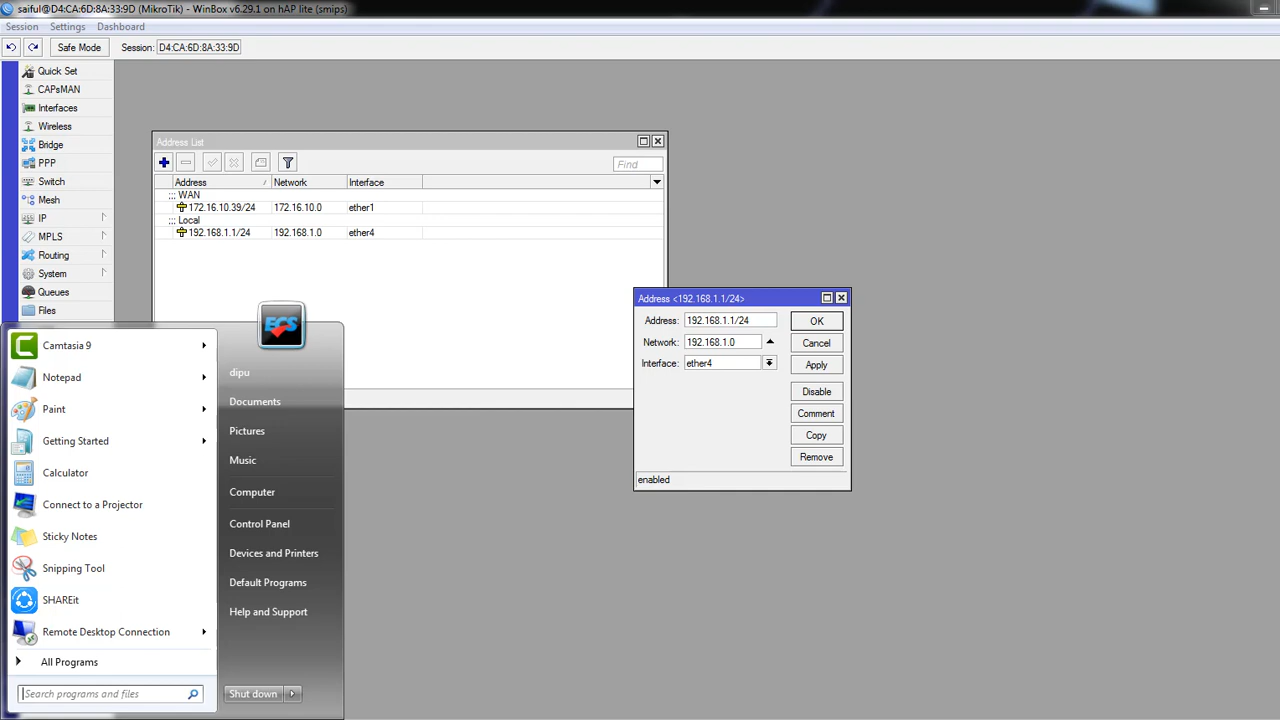 saiful@D4:CA:6D:8A:33:9D (MikroTik) - WinBox v6.29.1 on hAP lite (smips)
Session Settings Dashboard
Safe Mode Session: D4:CA:6D:8A:33:9D
Quick Set
CAPsMAN
Interfaces
Wireless
Bridge
PPP
Switch
Mesh
IP
MPLS
Routing
System
Queues
Files
Address List
Find
Address Network Interface
;;; WAN
172.16.10.39/24 172.16.10.0 ether1
;;; Local
192.168.1.1/24 192.168.1.0 ether4
Address <192.168.1.1/24>
Address: 192.168.1.1/24 OK
Network: 192.168.1.0 Cancel
Interface: ether4 Apply
Disable
Comment
Copy
Remove
enabled
ECS
Camtasia 9
Notepad
Paint
Getting Started
Calculator
Connect to a Projector
Sticky Notes
Snipping Tool
SHAREit
Remote Desktop Connection
All Programs
Search programs and files
dipu
Documents
Pictures
Music
Computer
Control Panel
Devices and Printers
Default Programs
Help and Support
Shut down